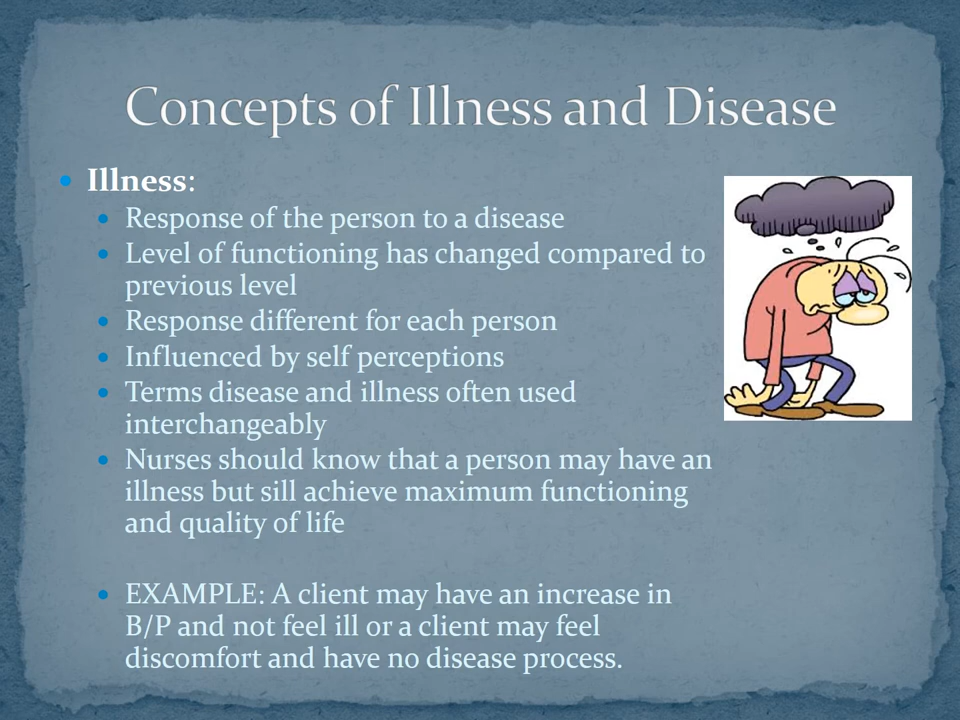 Concepts of Illness and Disease
Illness:
Response of the person to a disease
Level of functioning has changed compared to
previous level
Response different for each person
Influenced by self perceptions
Terms disease and illness often used
interchangeably
Nurses should know that a person may have an
illness but sill achieve maximum functioning
and quality of life
EXAMPLE: A client may have an increase in
B/P and not feel ill or a client may feel
discomfort and have no disease process.